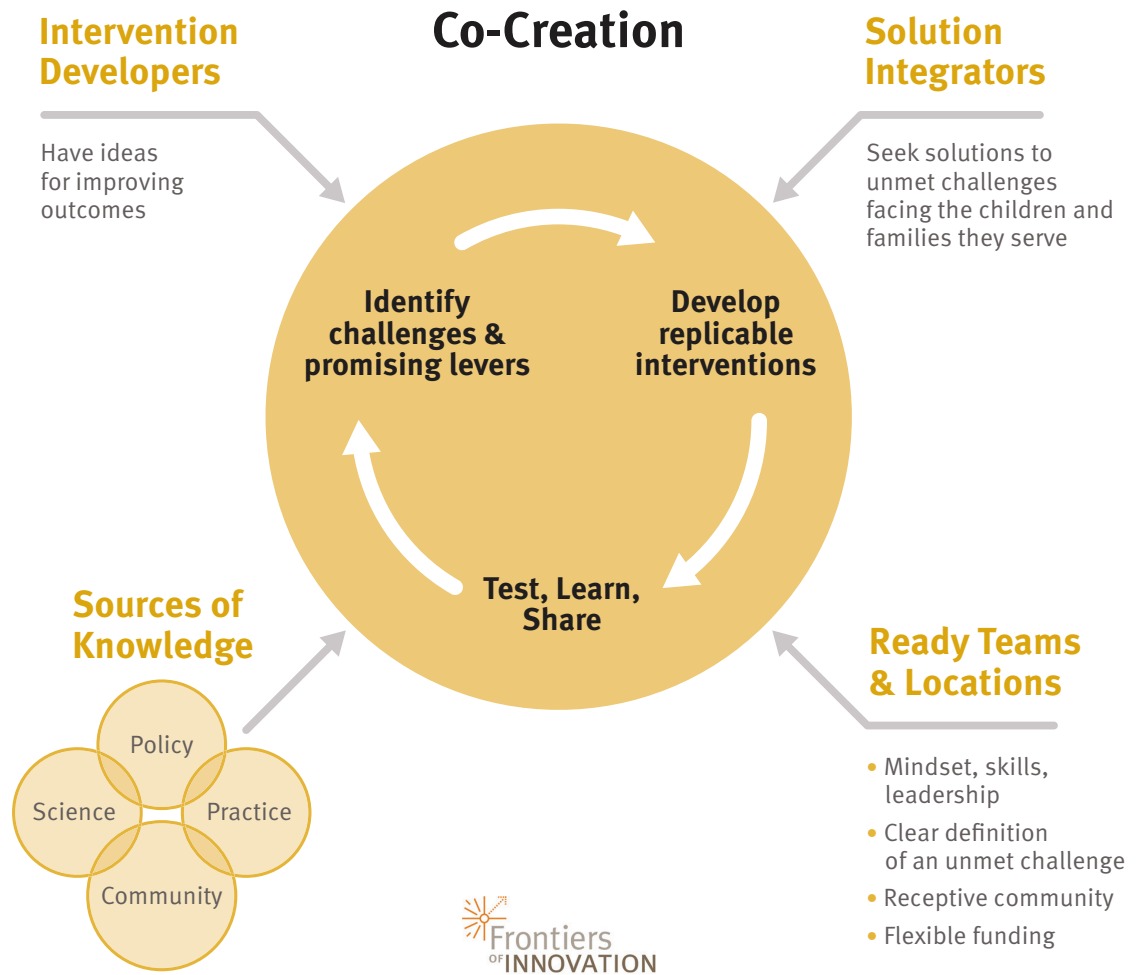 Co-Creation
Intervention
Developers
Have ideas
for improving
outcomes
Solution
Integrators
Seek solutions to
unmet challenges
facing the children and
families they serve
Identify
challenges &
promising levers
Develop
replicable
interventions
Test, Learn,
Share
Sources of
Knowledge
Policy
Science
Practice
Community
Ready Teams
& Locations
• Mindset, skills,
leadership
• Clear definition
of an unmet challenge
• Receptive community
• Flexible funding
Frontiers
OF INNOVATION